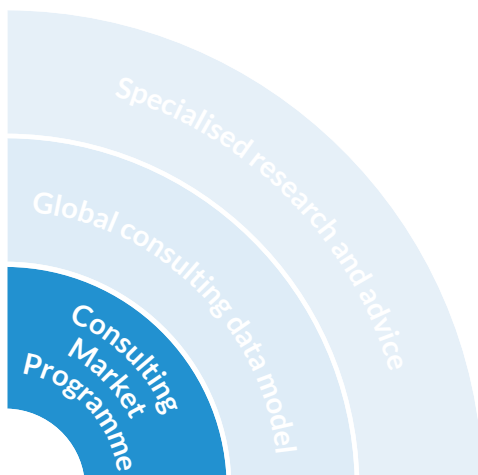 Specialised research and advice
Global consulting data model
Consulting
Market
Programme